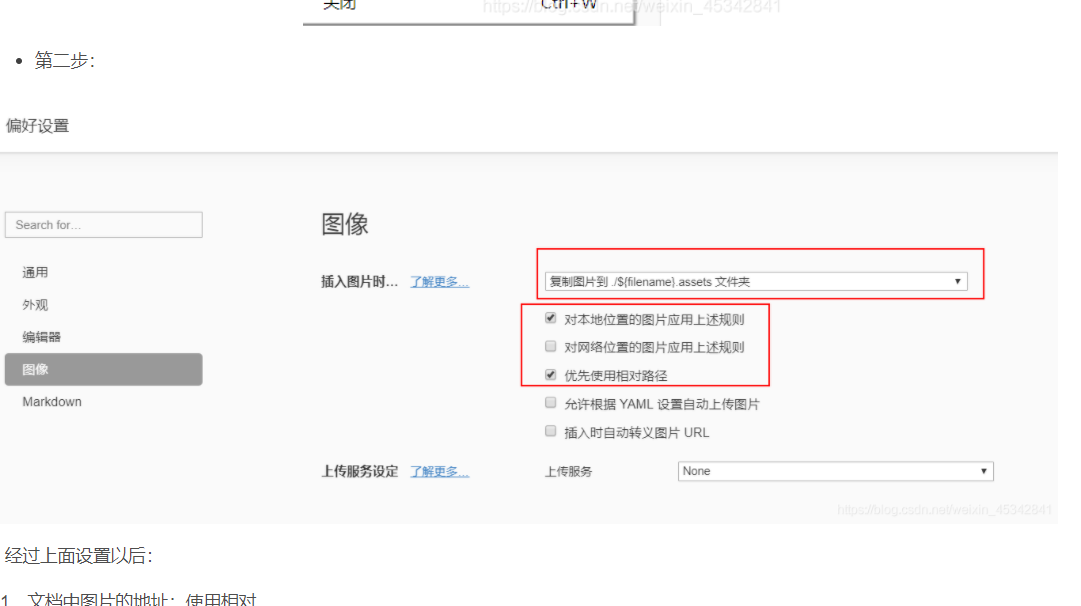 关闭 Ctrl+W
https://blog.csdn.net/weixin_45342841
第二步：
偏好设置
Search for...
通用
外观
编辑器
图像
Markdown
图像
插入图片时... 了解更多...
复制图片到 ./${filename}.assets 文件夹
对本地位置的图片应用上述规则
对网络位置的图片应用上述规则
优先使用相对路径
允许根据 YAML 设置自动上传图片
插入时自动转义图片 URL
上传服务设定 了解更多...
上传服务 None
https://blog.csdn.net/weixin_45342841
经过上面设置以后：
1、文档中图片的地址：使用相对